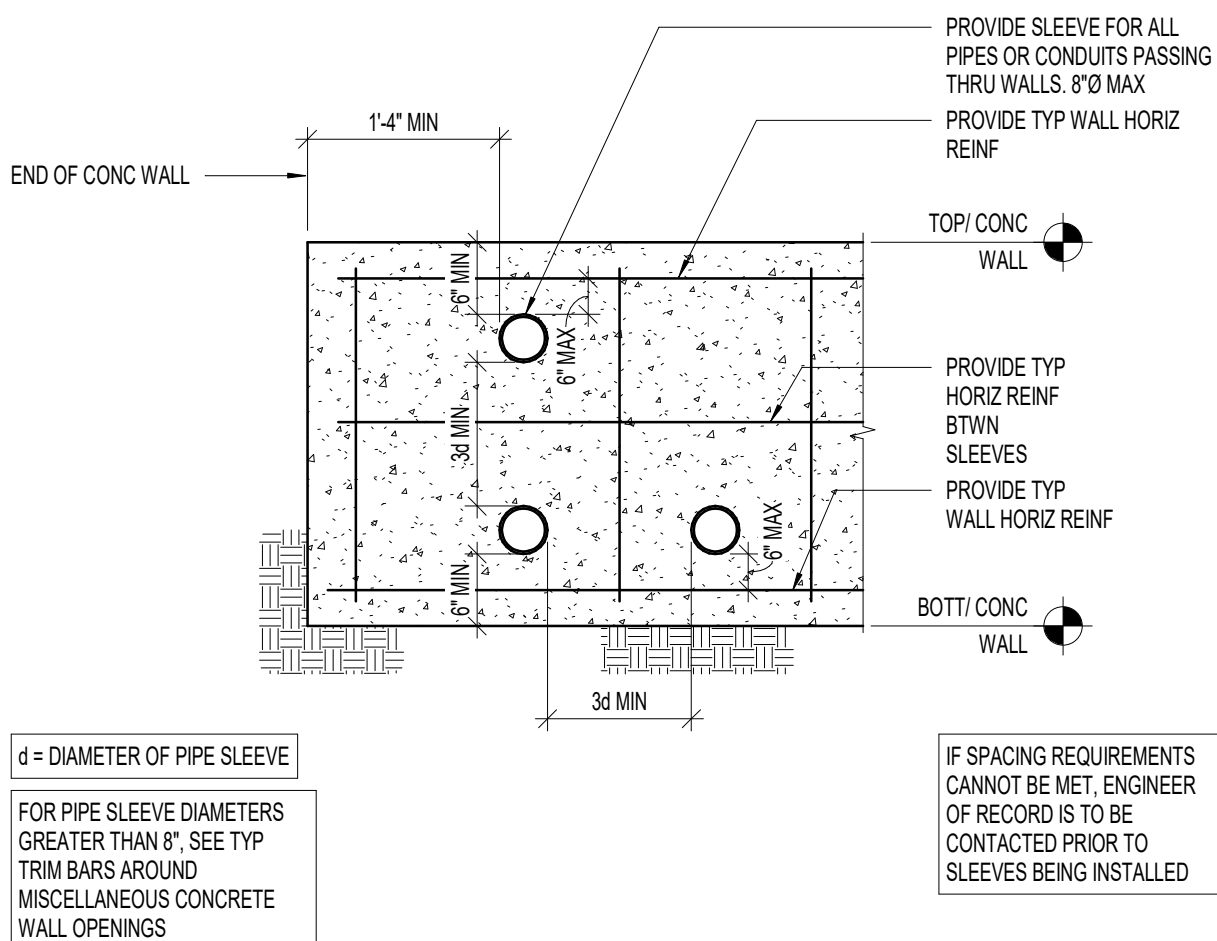 PROVIDE SLEEVE FOR ALL
PIPES OR CONDUITS PASSING
THRU WALLS. 8"Ø MAX
1'-4" MIN
PROVIDE TYP WALL HORIZ
REINF
END OF CONC WALL
TOP/ CONC
WALL
6" MIN
6" MAX
PROVIDE TYP
HORIZ REINF
BTWN
SLEEVES
3d MIN
PROVIDE TYP
WALL HORIZ REINF
6" MAX
6" MIN
BOTT/ CONC
WALL
3d MIN
d = DIAMETER OF PIPE SLEEVE
FOR PIPE SLEEVE DIAMETERS
GREATER THAN 8", SEE TYP
TRIM BARS AROUND
MISCELLANEOUS CONCRETE
WALL OPENINGS
IF SPACING REQUIREMENTS
CANNOT BE MET, ENGINEER
OF RECORD IS TO BE
CONTACTED PRIOR TO
SLEEVES BEING INSTALLED